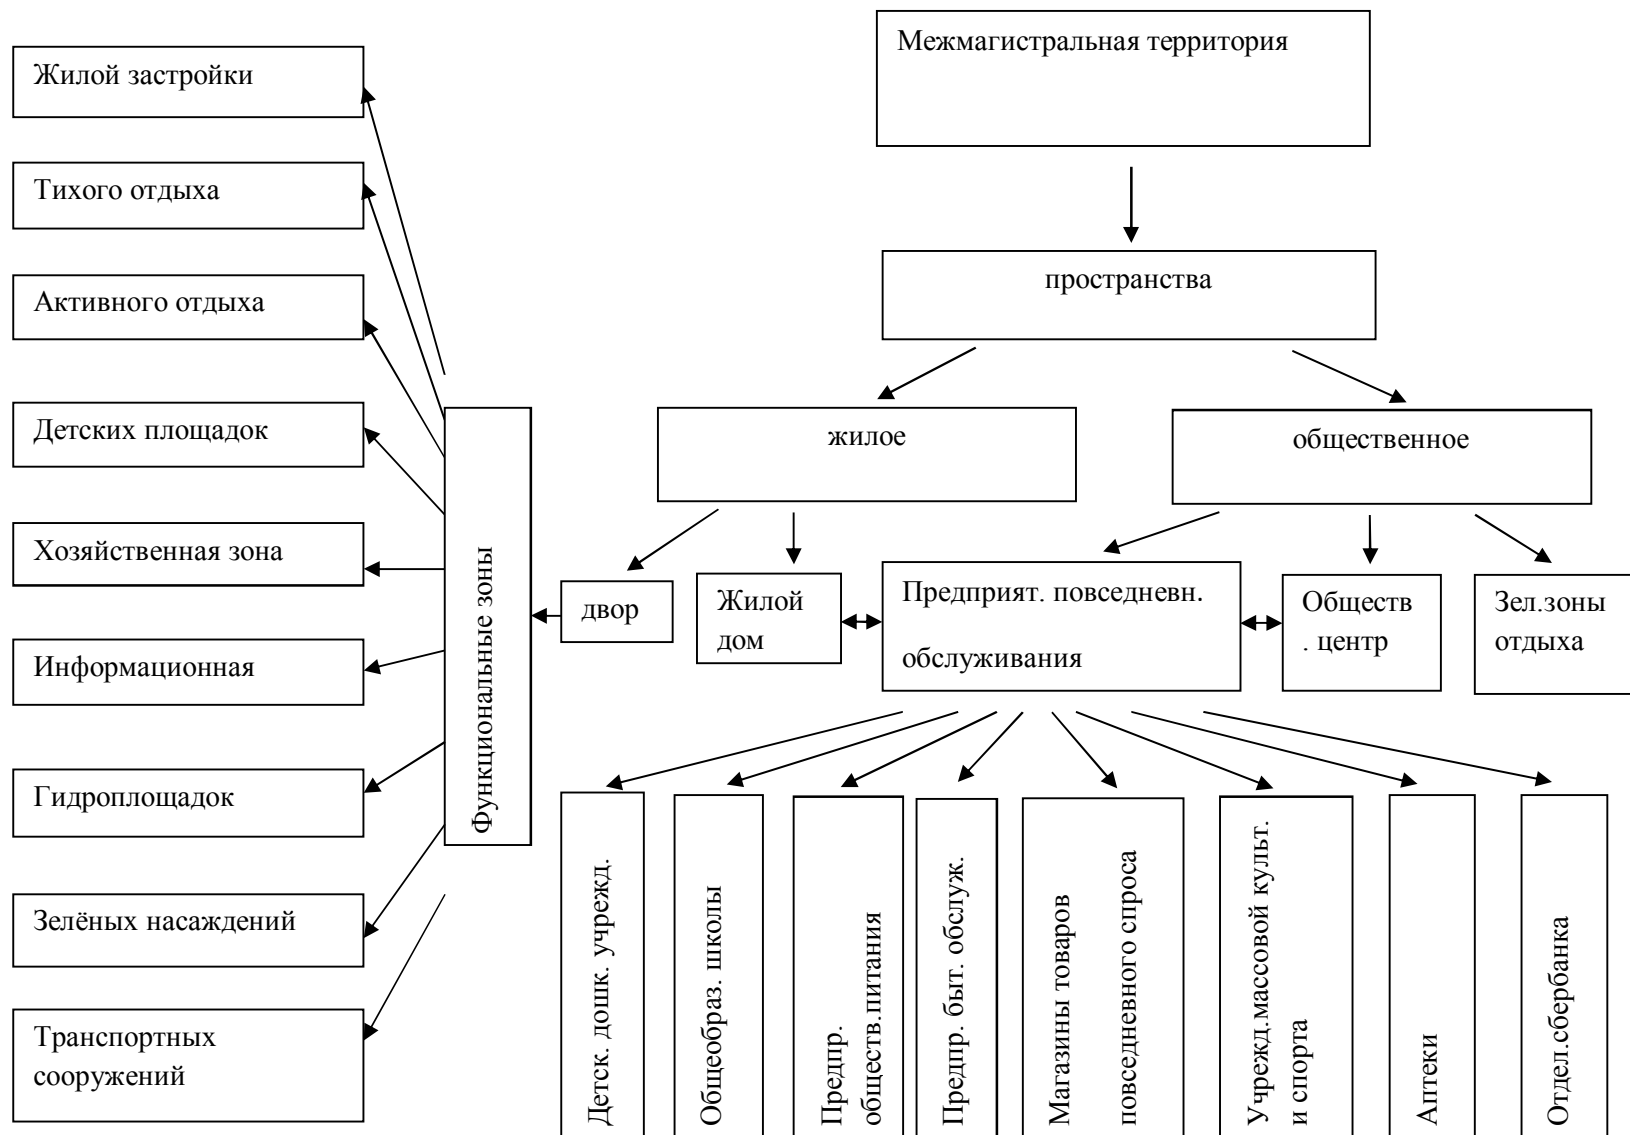 Межмагистральная территория
Жилой застройки
Тихого отдыха
Активного отдыха
Детских площадок
Хозяйственная зона
Информационная
Гидроплощадок
Зелёных насаждений
Транспортных
сооружений
Функциональные зоны
пространства
жилое
общественное
двор
Жилой
дом
Предприят. повседневн.
обслуживания
Обществ
. центр
Зел.зоны
отдыха
Детск. дошк. учрежд.
Общеобраз. школы
Предпр.
обществ.питания
Предпр. быт. обслуж.
Магазины товаров
повседневного спроса
Учрежд.массовой культ.
и спорта
Аптеки
Отдел.сбербанка